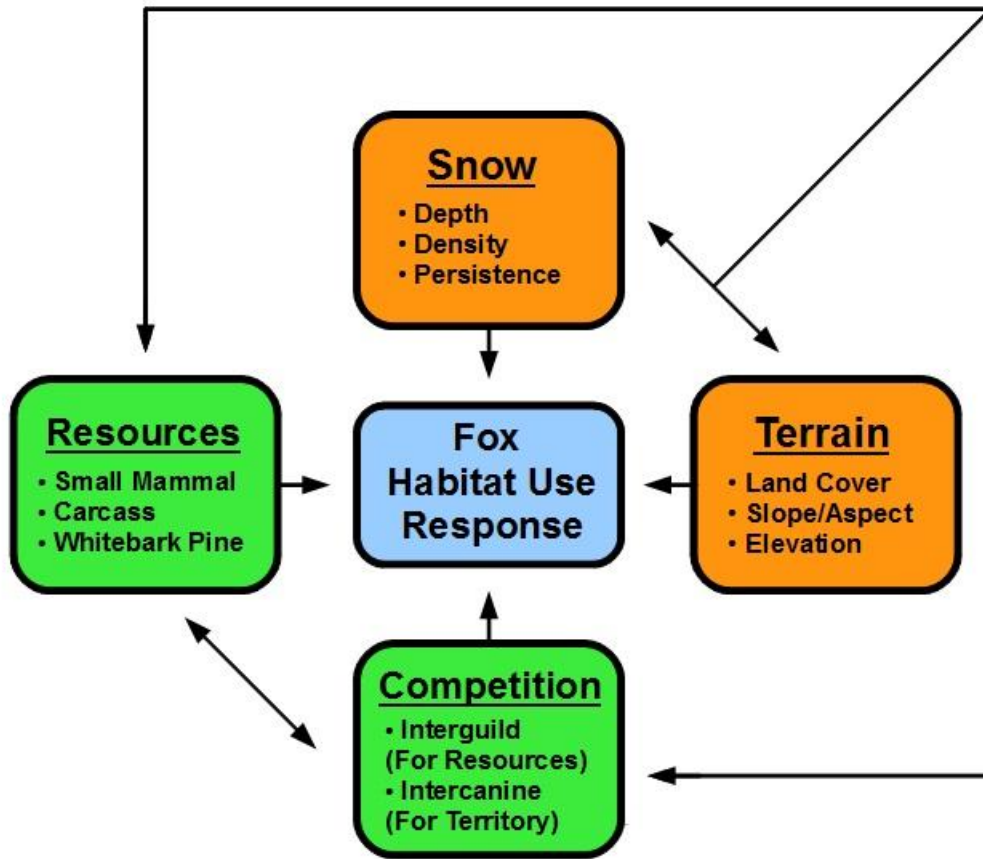 Snow
• Depth
• Density
• Persistence
Resources
• Small Mammal
• Carcass
• Whitebark Pine
Fox
Habitat Use
Response
Terrain
• Land Cover
• Slope/Aspect
• Elevation
Competition
• Interguild
(For Resources)
• Intercanine
(For Territory)